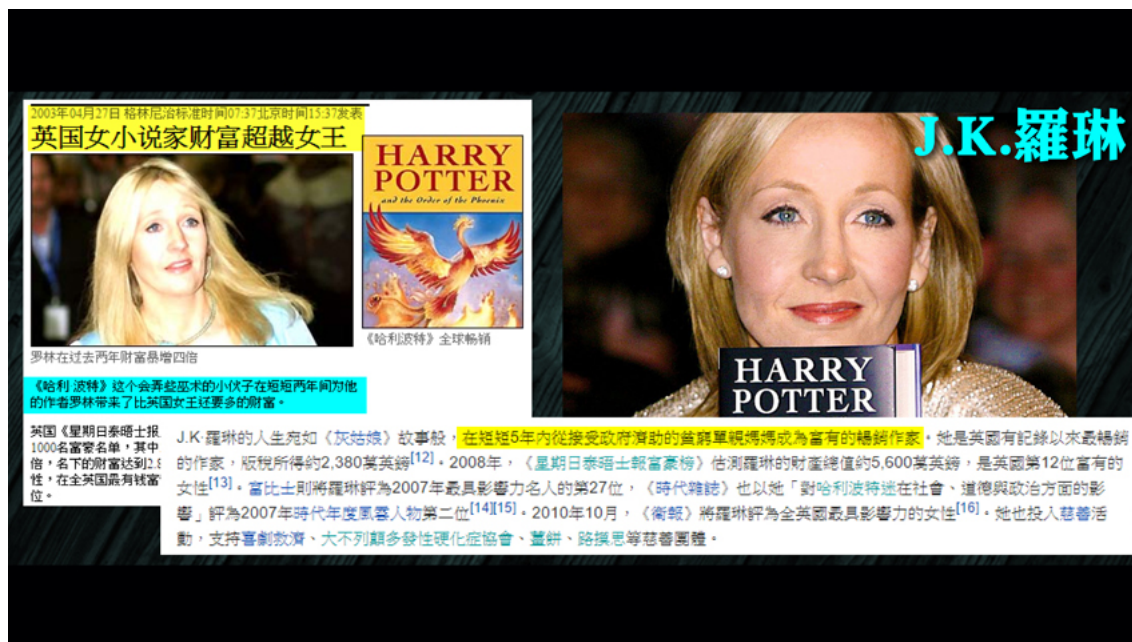 2003年04月27日 格林尼治标准时间07:37北京时间15:37发表
英国女小说家财富超越女王
HARRY
POTTER
and the Order of the Phoenix
罗林在过去两年财富暴增四倍
《哈利波特》全球畅销
《哈利 波特》这个会弄些巫术的小伙子在短短两年间为他
的作者罗林带来了比英国女王还要多的财富。
英国《星期日泰晤士报
1000名富豪名单，其中
倍，名下的财富达到2.8
性，在全英国最有钱富
位。
J.K.羅琳
HARRY
POTTER
J.K·羅琳的人生宛如《灰姑娘》故事般，在短短5年內從接受政府濟助的貧窮單親媽媽成為富有的暢銷作家。她是英國有記錄以來最暢銷
的作家，版稅所得約2,380萬英鎊[12]。2008年，《星期日泰晤士報富豪榜》估測羅琳的財產總值約5,600萬英鎊，是英國第12位富有的
女性[13]。富比士則將羅琳評為2007年最具影響力名人的第27位，《時代雜誌》也以她「對哈利波特迷在社會、道德與政治方面的影
響」評為2007年時代年度風雲人物第二位[14][15]。2010年10月，《衛報》將羅琳評為全英國最具影響力的女性[16]。她也投入慈善活
動，支持喜劇救濟、大不列顛多發性硬化症協會、薑餅、路摸思等慈善團體。